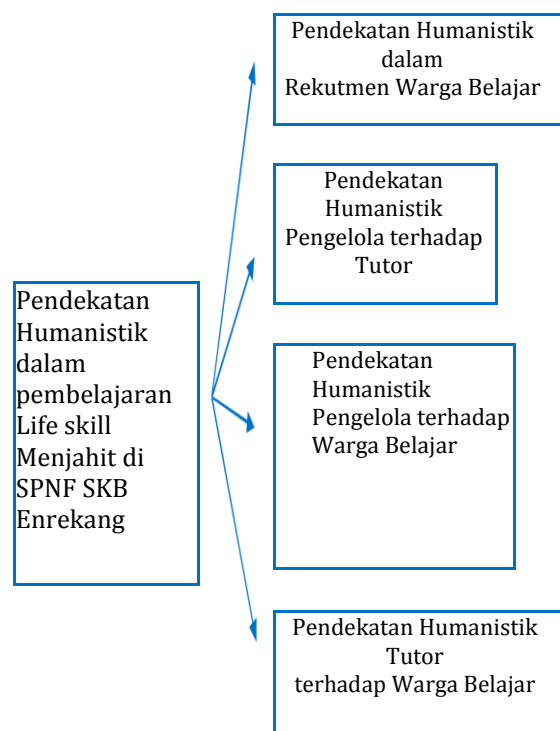 Pendekatan Humanistik
dalam
Rekutmen Warga Belajar
Pendekatan
Humanistik
Pengelola terhadap
Tutor
Pendekatan
Humanistik
dalam
pembelajaran
Life skill
Menjahit di
SPNF SKB
Enrekang
Pendekatan
Humanistik
Pengelola terhadap
Warga Belajar
Pendekatan Humanistik
Tutor
terhadap Warga Belajar